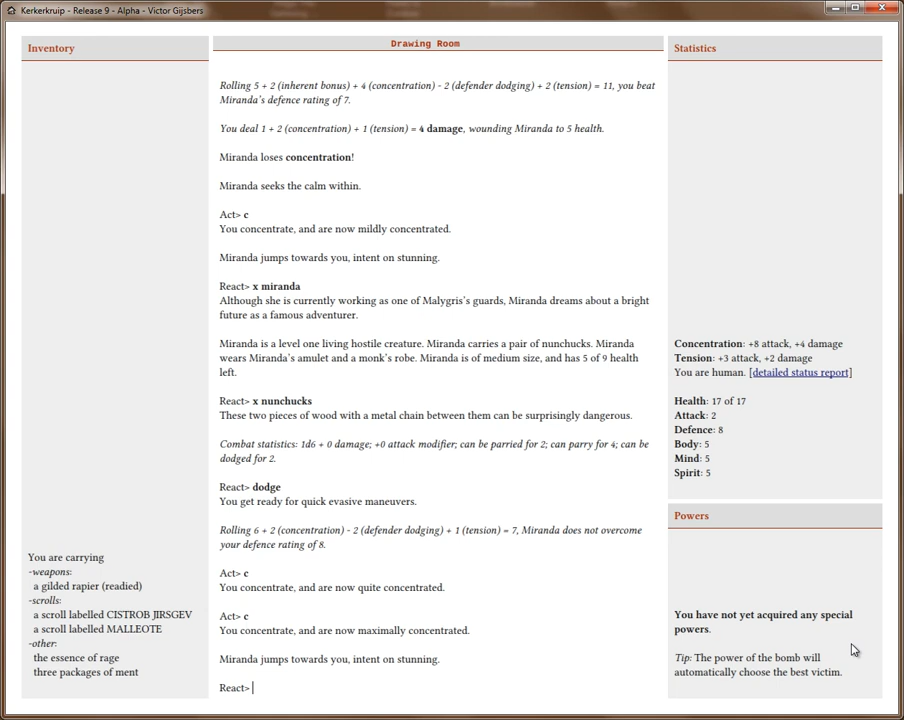 Kerkerkruip - Release 9 - Alpha - Victor Gijsbers
Inventory
You are carrying
-weapons:
a gilded rapier (readied)
-scrolls:
a scroll labelled CISTROB JIRSGEV
a scroll labelled MALLEOTE
-other:
the essence of rage
three packages of ment
Drawing Room
Rolling 5 + 2 (inherent bonus) + 4 (concentration) - 2 (defender dodging) + 2 (tension) = 11, you beat
Miranda's defence rating of 7.
You deal 1 + 2 (concentration) + 1 (tension) = 4 damage, wounding Miranda to 5 health.
Miranda loses concentration!
Miranda seeks the calm within.
Act> c
You concentrate, and are now mildly concentrated.
Miranda jumps towards you, intent on stunning.
React> x miranda
Although she is currently working as one of Malygris's guards, Miranda dreams about a bright
future as a famous adventurer.
Miranda is a level one living hostile creature. Miranda carries a pair of nunchucks. Miranda
wears Miranda's amulet and a monk's robe. Miranda is of medium size, and has 5 of 9 health
left.
React> x nunchucks
These two pieces of wood with a metal chain between them can be surprisingly dangerous.
Combat statistics: 1d6 + 0 damage; +0 attack modifier; can be parried for 2; can parry for 4; can be
dodged for 2.
React> dodge
You get ready for quick evasive maneuvers.
Rolling 6 + 2 (concentration) - 2 (defender dodging) + 1 (tension) = 7, Miranda does not overcome
your defence rating of 8.
Act> c
You concentrate, and are now quite concentrated.
Act> c
You concentrate, and are now maximally concentrated.
Miranda jumps towards you, intent on stunning.
React>
Statistics
Concentration: +8 attack, +4 damage
Tension: +3 attack, +2 damage
You are human. [detailed status report]
Health: 17 of 17
Attack: 2
Defence: 8
Body: 5
Mind: 5
Spirit: 5
Powers
You have not yet acquired any special
powers.
Tip: The power of the bomb will
automatically choose the best victim.